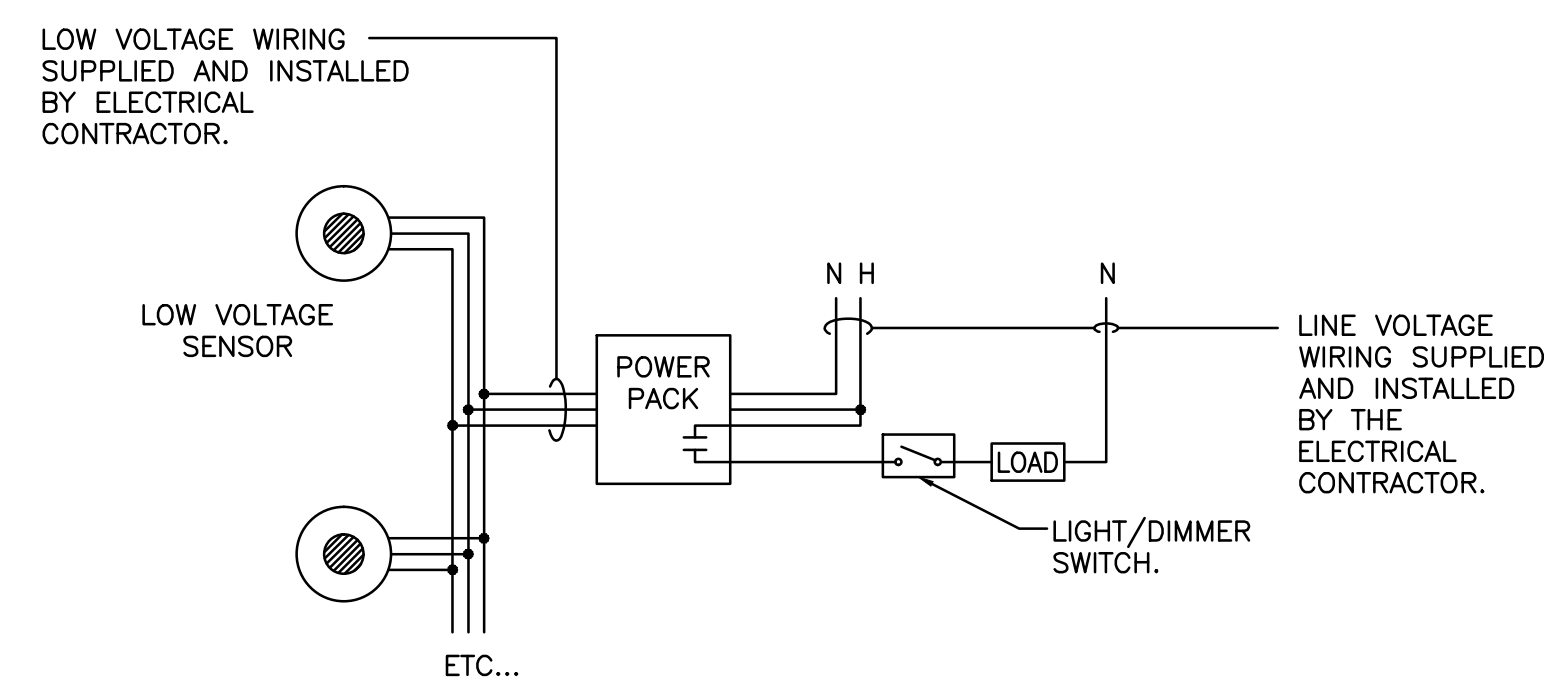 LOW VOLTAGE WIRING
SUPPLIED AND INSTALLED
BY ELECTRICAL
CONTRACTOR.
LOW VOLTAGE
SENSOR
POWER
PACK
N H
N
LINE VOLTAGE
WIRING SUPPLIED
AND INSTALLED
BY THE
ELECTRICAL
CONTRACTOR.
LOAD
LIGHT/DIMMER
SWITCH.
ETC...